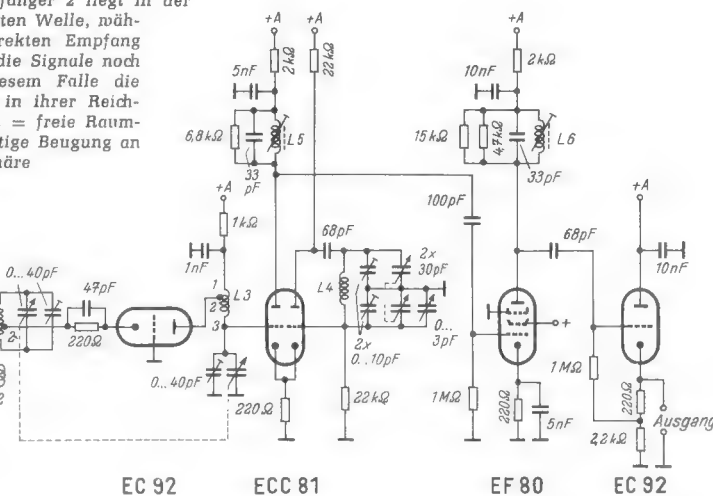 fänger 2 liegt in der
ten Welle, wäh-
rekten Empfang
die Signale noch
esem Falle die
in ihrer Reich-
= freie Raum-
tige Beugung an
häre
+A
+A
+A
5nF
2kΩ
22kΩ
10nF
2kΩ
6,8kΩ
L5
15kΩ
4,7kΩ
L6
33
pF
33pF
+A
+A
1kΩ
100pF
1nF
68pF
68pF
10nF
0...40pF
47pF
1
2
3
L3
L4
2x
30pF
+
220Ω
0...
3pF
2x
0...10pF
0...40pF
1MΩ
1MΩ
220Ω
22kΩ
220Ω
5nF
220Ω
2,2kΩ
Ausgang
2
EC 92
ECC 81
EF 80
EC 92